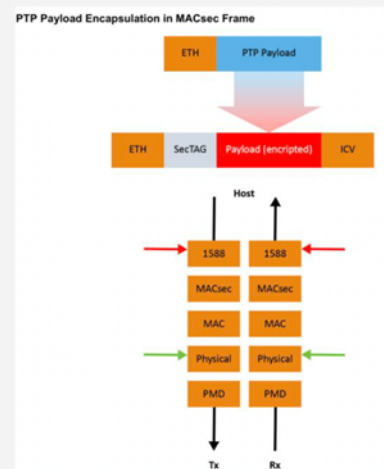 PTP Payload Encapsulation in MACsec Frame
ETH PTP Payload
ETH SecTAG Payload (encripted) ICV
Host
1588 1588
MACsec MACsec
MAC MAC
Physical Physical
PMD PMD
Tx Rx